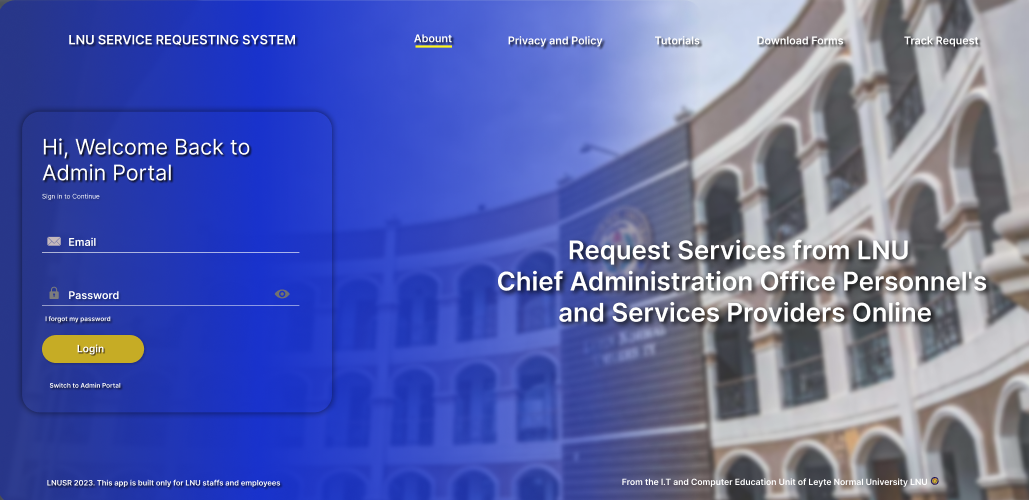 LNU SERVICE REQUESTING SYSTEM
Abount
Privacy and Policy
Tutorials
Download Forms
Track Request
Hi, Welcome Back to
Admin Portal
Sign in to Continue
Email
Password
I forgot my password
Login
Switch to Admin Portal
Request Services from LNU
Chief Administration Office Personnel's
and Services Providers Online
LNUSR 2023. This app is built only for LNU staffs and employees
From the I.T and Computer Education Unit of Leyte Normal University LNU